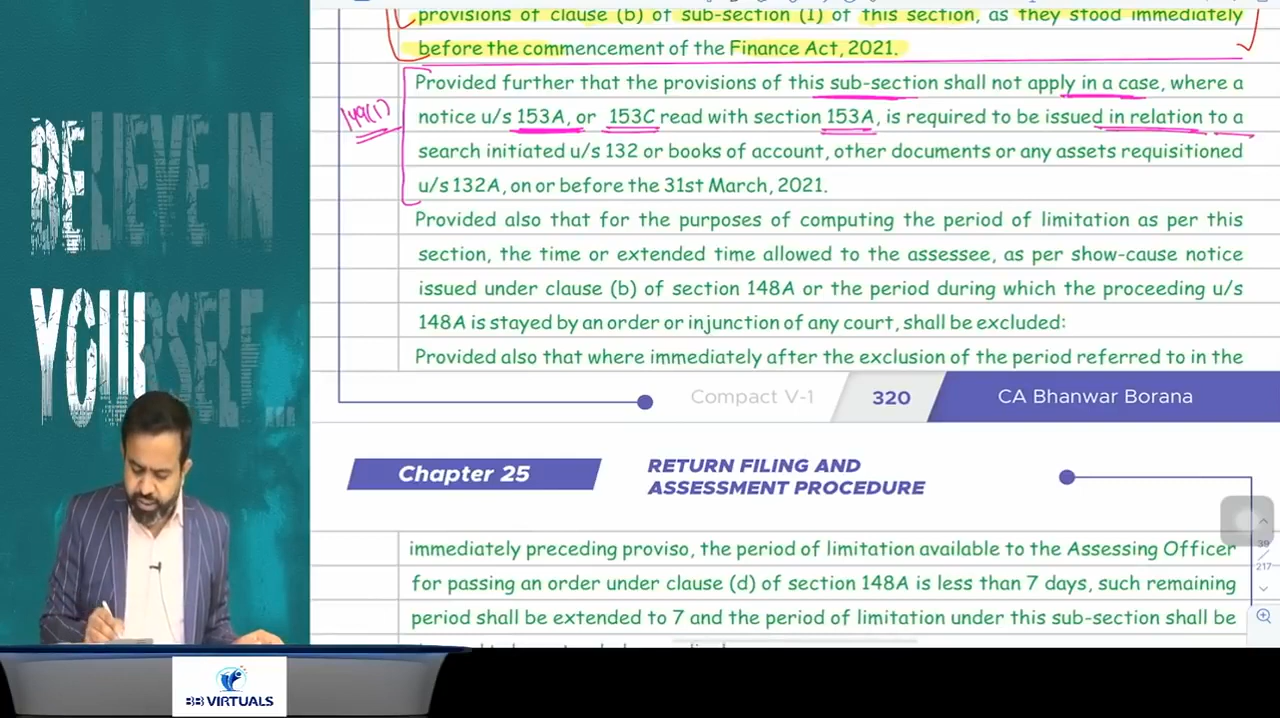 BELIEVE IN
YOURSELF...
provisions of clause (b) of sub-section (1) of this section, as they stood immediately
before the commencement of the Finance Act, 2021.
149(1)
Provided further that the provisions of this sub-section shall not apply in a case, where a
notice u/s 153A, or 153C read with section 153A, is required to be issued in relation to a
search initiated u/s 132 or books of account, other documents or any assets requisitioned
u/s 132A, on or before the 31st March, 2021.
Provided also that for the purposes of computing the period of limitation as per this
section, the time or extended time allowed to the assessee, as per show-cause notice
issued under clause (b) of section 148A or the period during which the proceeding u/s
148A is stayed by an order or injunction of any court, shall be excluded:
Provided also that where immediately after the exclusion of the period referred to in the
Compact V-1 320 CA Bhanwar Borana
Chapter 25
RETURN FILING AND
ASSESSMENT PROCEDURE
immediately preceding proviso, the period of limitation available to the Assessing Officer
for passing an order under clause (d) of section 148A is less than 7 days, such remaining
period shall be extended to 7 and the period of limitation under this sub-section shall be
39
217
BB VIRTUALS